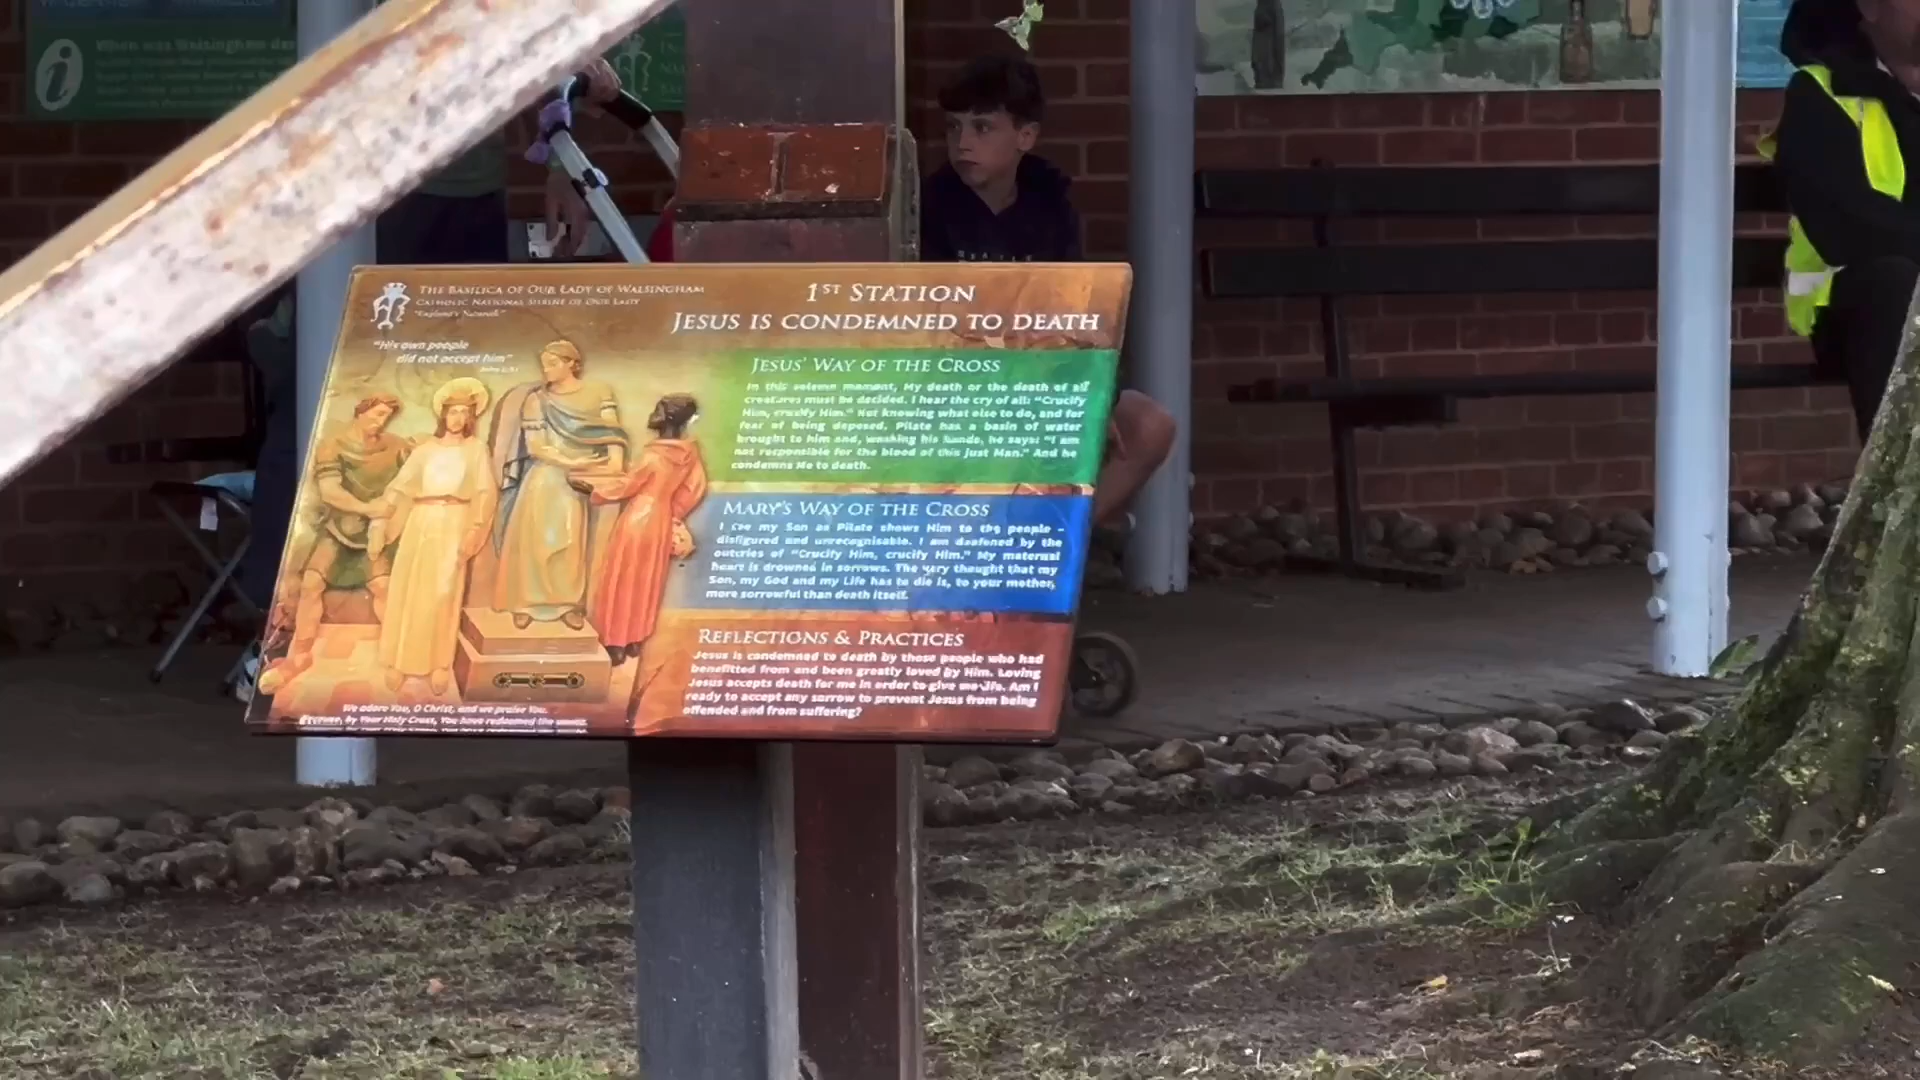 When was Walsingham
THE BASILICA OF OUR LADY OF WALSINGHAM
CATHOLIC NATIONAL SHRINE OF OUR LADY
"England's Nazareth"
1ST STATION
JESUS IS CONDEMNED TO DEATH
"His own people
did not accept him"
JESUS' WAY OF THE CROSS
In this solemn moment, My death or the death of all
creatures must be decided. I hear the cry of all: "Crucify
Him, crucify Him." Not knowing what else to do, and for
fear of being deposed, Pilate has a basin of water
brought to him and, washing his hands, he says: "I am
not responsible for the blood of this just Man." And he
condemns Me to death.
MARY'S WAY OF THE CROSS
I see my Son as Pilate shows Him to the people –
disfigured and unrecognisable. I am deafened by the
outcries of "Crucify Him, crucify Him." My maternal
heart is drowned in sorrows. The very thought that my
Son, my God and my Life has to die is, to your mother,
more sorrowful than death itself.
REFLECTIONS & PRACTICES
Jesus is condemned to death by those people who had
benefitted from and been greatly loved by Him. Loving
Jesus accepts death for me in order to give me life. Am I
ready to accept any sorrow to prevent Jesus from being
offended and from suffering?
We adore You, O Christ, and we praise You.
Because, by Your Holy Cross, You have redeemed the world.